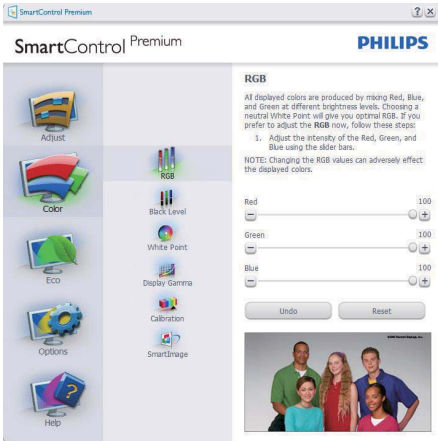 SmartControl Premium
SmartControl Premium
PHILIPS
Adjust
Color
Eco
Options
Help
RGB
Black Level
White Point
Display Gamma
Calibration
SmartImage
RGB
All displayed colors are produced by mixing Red, Blue,
and Green at different brightness levels. Choosing a
neutral White Point will give you optimal RGB. If you
prefer to adjust the RGB now, follow these steps:
1. Adjust the intensity of the Red, Green, and
Blue using the slider bars.
NOTE: Changing the RGB values can adversely effect
the displayed colors.
Red 100
Green 100
Blue 100
Undo Reset